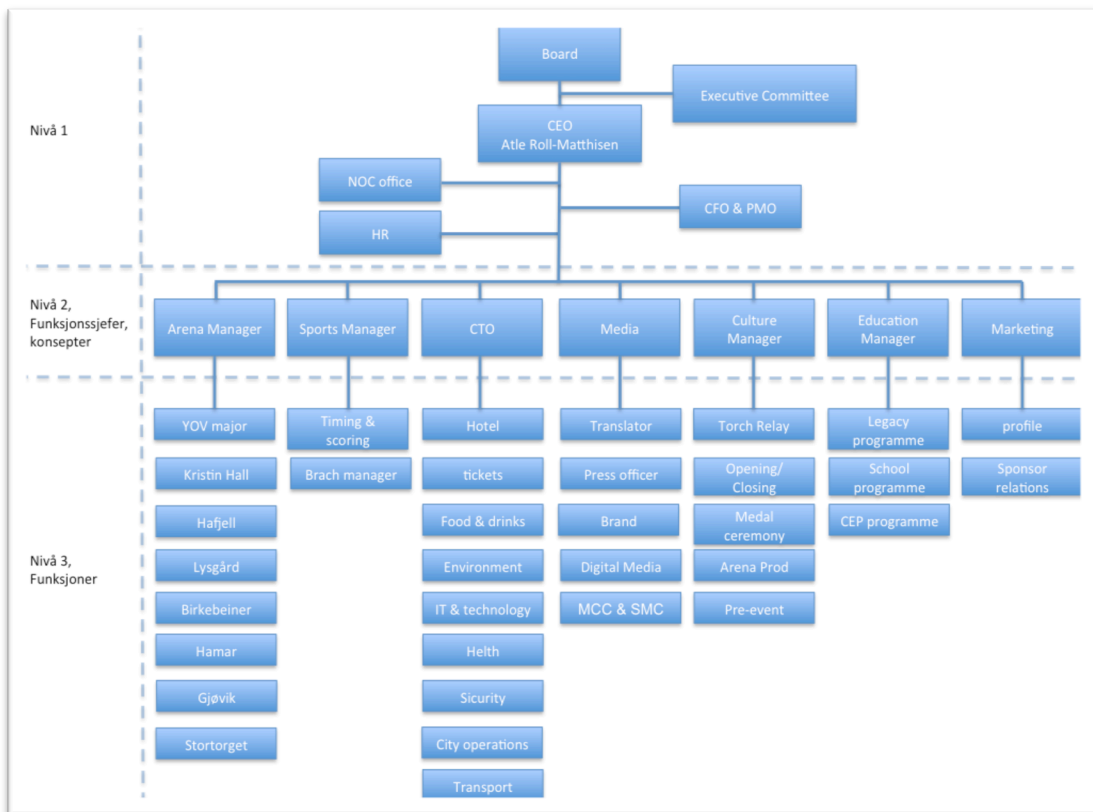 Board
Executive Committee
Nivå 1
CEO
Atle Roll-Matthisen
NOC office
CFO & PMO
HR
Nivå 2,
Funksjonssjefer,
konsepter
Arena Manager
Sports Manager
CTO
Media
Culture
Manager
Education
Manager
Marketing
Nivå 3,
Funksjoner
YOV major
Kristin Hall
Hafjell
Lysgård
Birkebeiner
Hamar
Gjøvik
Stortorget
Timing &
scoring
Brach manager
Hotel
tickets
Food & drinks
Environment
IT & technology
Helth
Sicurity
City operations
Transport
Translator
Press officer
Brand
Digital Media
MCC & SMC
Torch Relay
Opening/
Closing
Medal
ceremony
Arena Prod
Pre-event
Legacy
programme
School
programme
CEP programme
profile
Sponsor
relations